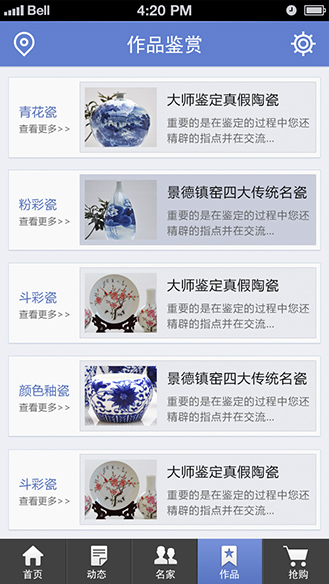 Bell 4:20 PM
作品鉴赏
青花瓷
查看更多>>
大师鉴定真假陶瓷
重要的是在鉴定的过程中您还
精辟的指点并在交流...
粉彩瓷
查看更多>>
景德镇窑四大传统名瓷
重要的是在鉴定的过程中您还
精辟的指点并在交流...
斗彩瓷
查看更多>>
大师鉴定真假陶瓷
重要的是在鉴定的过程中您还
精辟的指点并在交流...
颜色釉瓷
查看更多>>
景德镇窑四大传统名瓷
重要的是在鉴定的过程中您还
精辟的指点并在交流...
斗彩瓷
查看更多>>
大师鉴定真假陶瓷
重要的是在鉴定的过程中您还
精辟的指点并在交流...
首页 动态 名家 作品 抢购